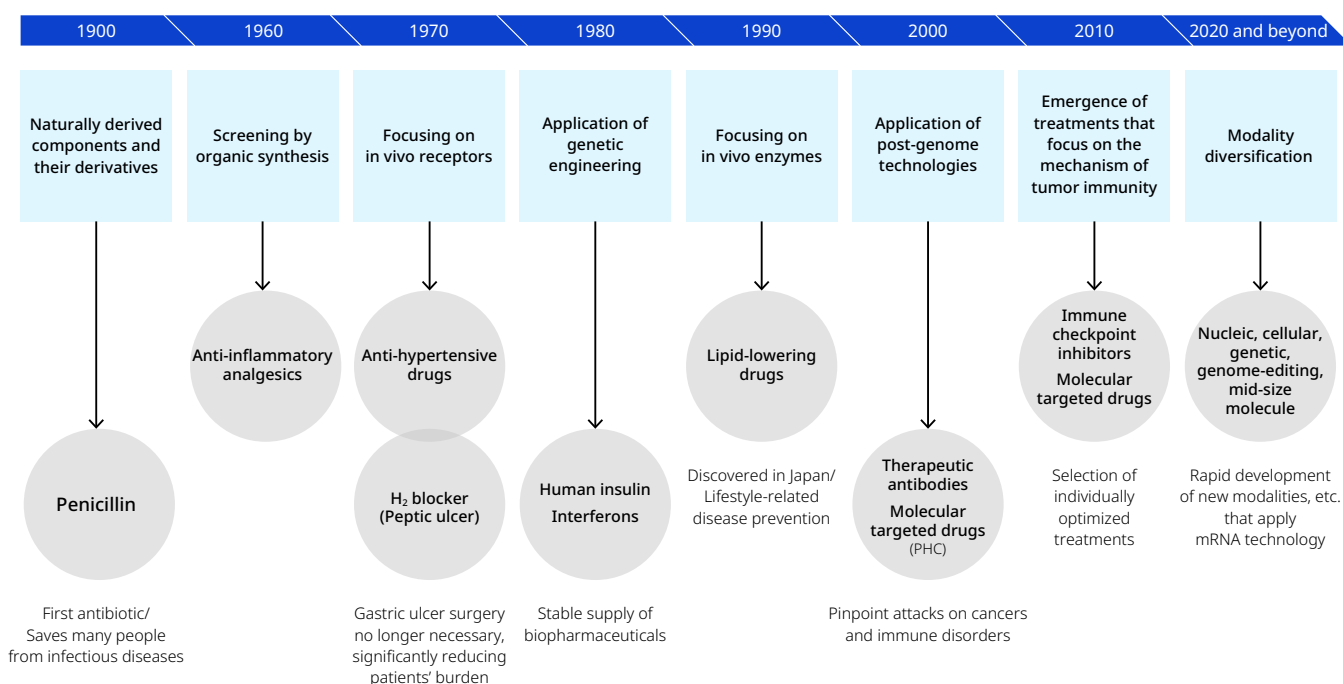 1900
1960
1970
1980
1990
2000
2010
2020 and beyond
Naturally derived
components and
their derivatives
Screening by
organic synthesis
Focusing on
in vivo receptors
Application of
genetic
engineering
Focusing on
in vivo enzymes
Application of
post-genome
technologies
Emergence of
treatments that
focus on the
mechanism of
tumor immunity
Modality
diversification
Penicillin
First antibiotic/
Saves many people
from infectious diseases
Anti-inflammatory
analgesics
Anti-hypertensive
drugs
H₂ blocker
(Peptic ulcer)
Gastric ulcer surgery
no longer necessary,
significantly reducing
patients’ burden
Human insulin
Interferons
Stable supply of
biopharmaceuticals
Lipid-lowering
drugs
Discovered in Japan/
Lifestyle-related
disease prevention
Therapeutic
antibodies
Molecular
targeted drugs
(PHC)
Pinpoint attacks on cancers
and immune disorders
Immune
checkpoint
inhibitors
Molecular
targeted drugs
Selection of
individually
optimized
treatments
Nucleic, cellular,
genetic,
genome-editing,
mid-size
molecule
Rapid development
of new modalities, etc.
that apply
mRNA technology